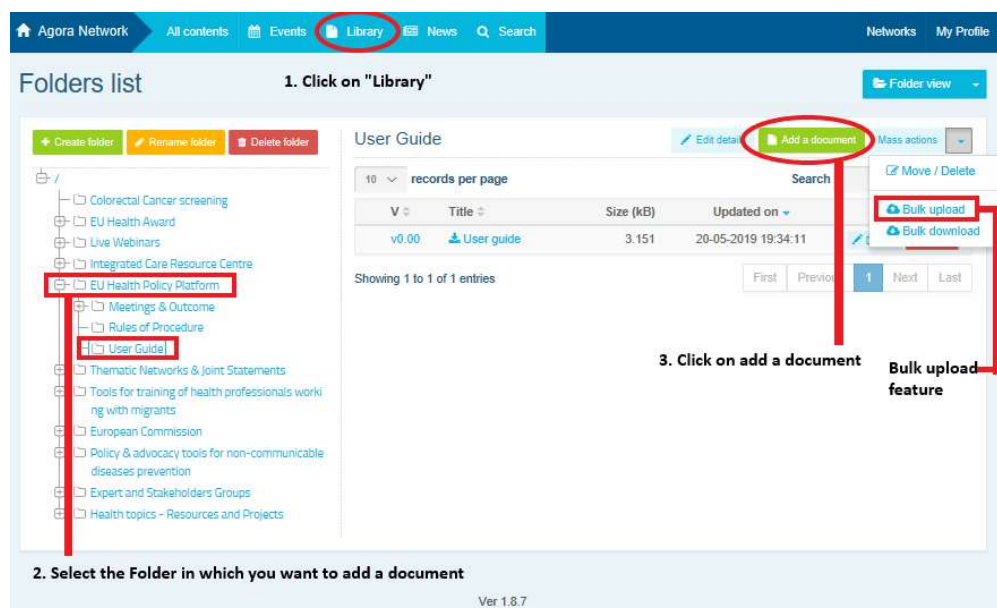 Agora Network All contents Events Library News Search Networks My Profile
Folders list
1. Click on "Library"
Folder view
Create folder Rename folder Delete folder
User Guide
Edit detail Add a document Mass actions
10 records per page
Search
Move / Delete
Bulk upload
Bulk download
V Title Size (kB) Updated on
v0.00 User guide 3.151 20-05-2019 19:34:11
Showing 1 to 1 of 1 entries
First Previou 1 Next Last
/
Colorectal Cancer screening
EU Health Award
Live Webinars
Integrated Care Resource Centre
EU Health Policy Platform
Meetings & Outcome
Rules of Procedure
User Guide
Thematic Networks & Joint Statements
Tools for training of health professionals worki
ng with migrants
European Commission
Policy & advocacy tools for non-communicable
diseases prevention
Expert and Stakeholders Groups
Health topics - Resources and Projects
3. Click on add a document
Bulk upload
feature
2. Select the Folder in which you want to add a document
Ver 1.8.7